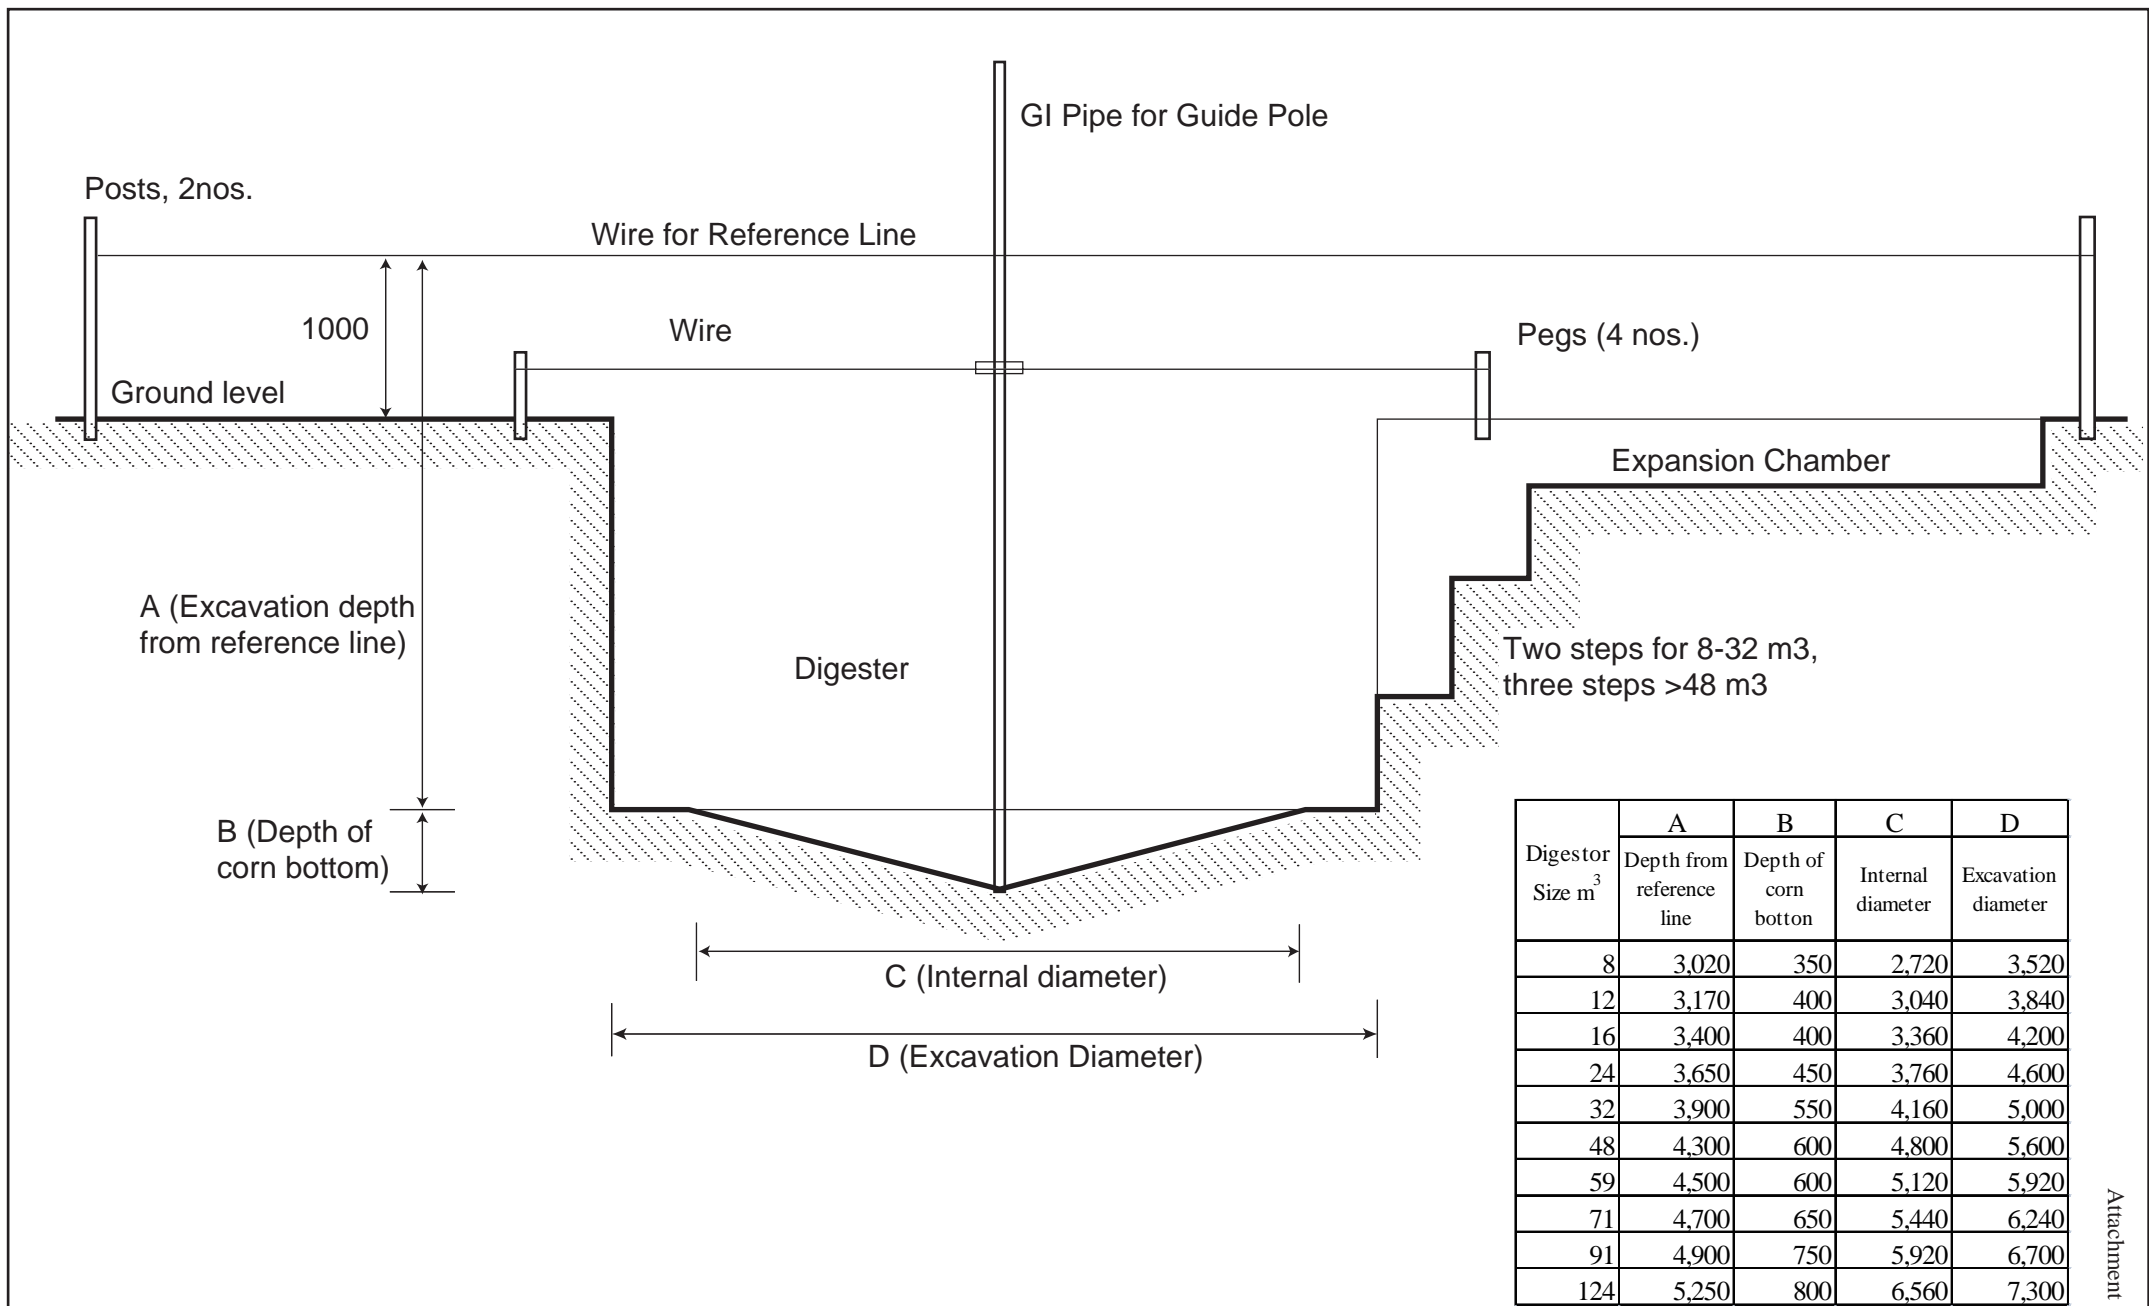 GI Pipe for Guide Pole
Posts, 2nos.
Wire for Reference Line
1000
Wire
Pegs (4 nos.)
Ground level
Expansion Chamber
A (Excavation depth
from reference line)
Digester
Two steps for 8-32 m3,
three steps >48 m3
B (Depth of
corn bottom)
C (Internal diameter)
D (Excavation Diameter)
A B C D
Digestor
Size m³
Depth from
reference
line
Depth of
corn
botton
Internal
diameter
Excavation
diameter
8 3,020 350 2,720 3,520
12 3,170 400 3,040 3,840
16 3,400 400 3,360 4,200
24 3,650 450 3,760 4,600
32 3,900 550 4,160 5,000
48 4,300 600 4,800 5,600
59 4,500 600 5,120 5,920
71 4,700 650 5,440 6,240
91 4,900 750 5,920 6,700
124 5,250 800 6,560 7,300
Attachment